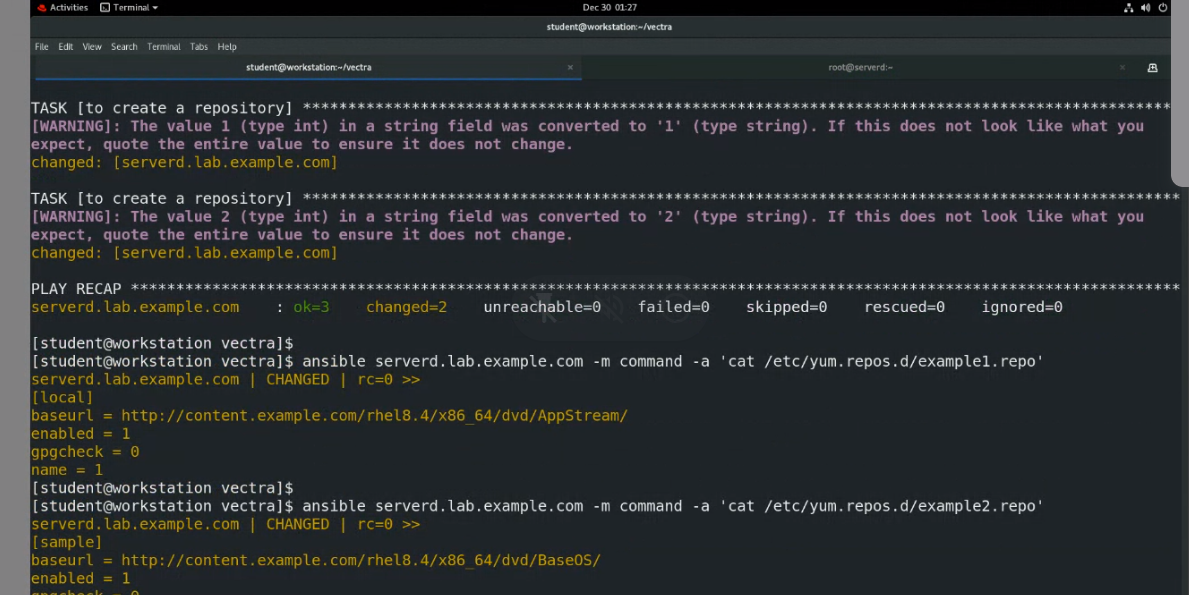 Activities Terminal Dec 30 01:27
student@workstation:~/vectra
File Edit View Search Terminal Tabs Help
student@workstation:~/vectra × root@serverd:~ ×
TASK [to create a repository] ************************************************************************************************
[WARNING]: The value 1 (type int) in a string field was converted to '1' (type string). If this does not look like what you
expect, quote the entire value to ensure it does not change.
changed: [serverd.lab.example.com]
TASK [to create a repository] *************************************************************************************************
[WARNING]: The value 2 (type int) in a string field was converted to '2' (type string). If this does not look like what you
expect, quote the entire value to ensure it does not change.
changed: [serverd.lab.example.com]
PLAY RECAP ********************************************************************************************************************
serverd.lab.example.com    : ok=3    changed=2    unreachable=0    failed=0    skipped=0    rescued=0    ignored=0
[student@workstation vectra]$
[student@workstation vectra]$ ansible serverd.lab.example.com -m command -a 'cat /etc/yum.repos.d/example1.repo'
serverd.lab.example.com | CHANGED | rc=0 >>
[local]
baseurl = http://content.example.com/rhel8.4/x86_64/dvd/AppStream/
enabled = 1
gpgcheck = 0
name = 1
[student@workstation vectra]$
[student@workstation vectra]$ ansible serverd.lab.example.com -m command -a 'cat /etc/yum.repos.d/example2.repo'
serverd.lab.example.com | CHANGED | rc=0 >>
[sample]
baseurl = http://content.example.com/rhel8.4/x86_64/dvd/BaseOS/
enabled = 1
gpgcheck = 0